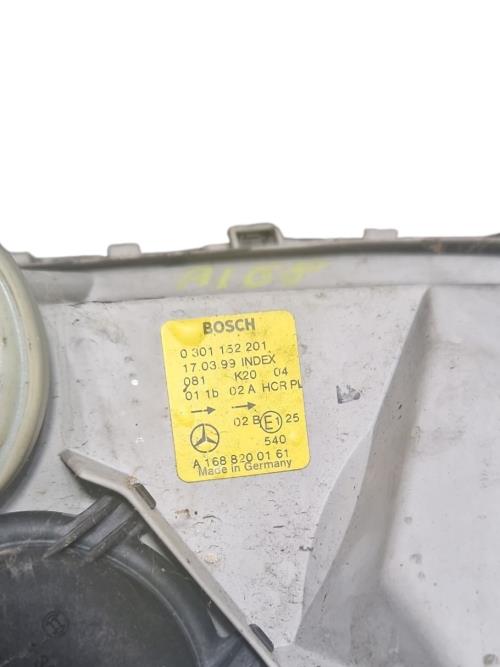 A168
BOSCH
0 301 152 201
17.03.99 INDEX
081 K20 04
01 1b 02 A HCR PL
→ →
02 B E1 25
540
A 168 820 01 61
Made in Germany